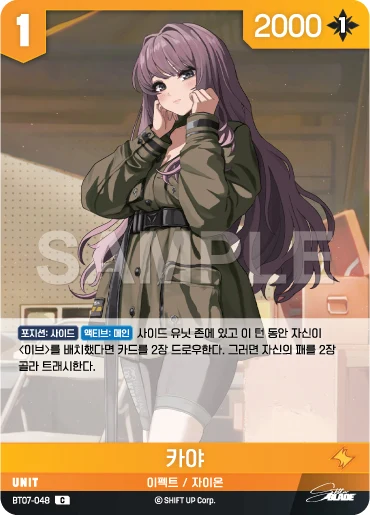 1
2000 1
SAMPLE
포지션: 사이드 액티브: 메인 사이드 유닛 존에 있고 이 턴 동안 자신이
<이브>를 배치했다면 카드를 2장 드로우한다. 그러면 자신의 패를 2장
골라 트래시한다.
카야
UNIT 이펙트 / 자이온
BT07-048 C © SHIFT UP Corp. Stellar BLADE